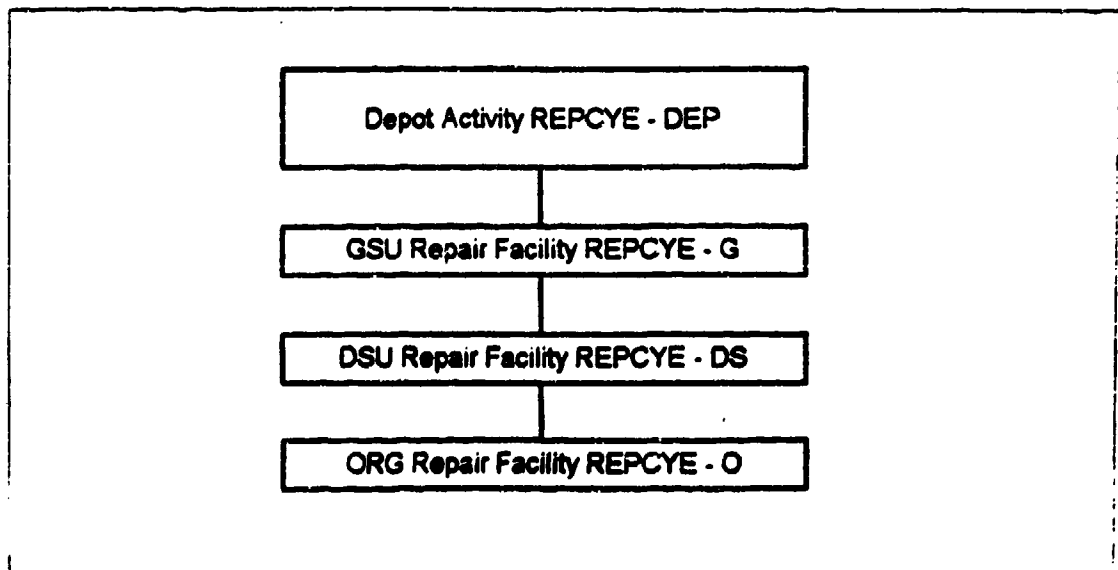 Depot Activity REPCYE - DEP
GSU Repair Facility REPCYE - G
DSU Repair Facility REPCYE - DS
ORG Repair Facility REPCYE - O